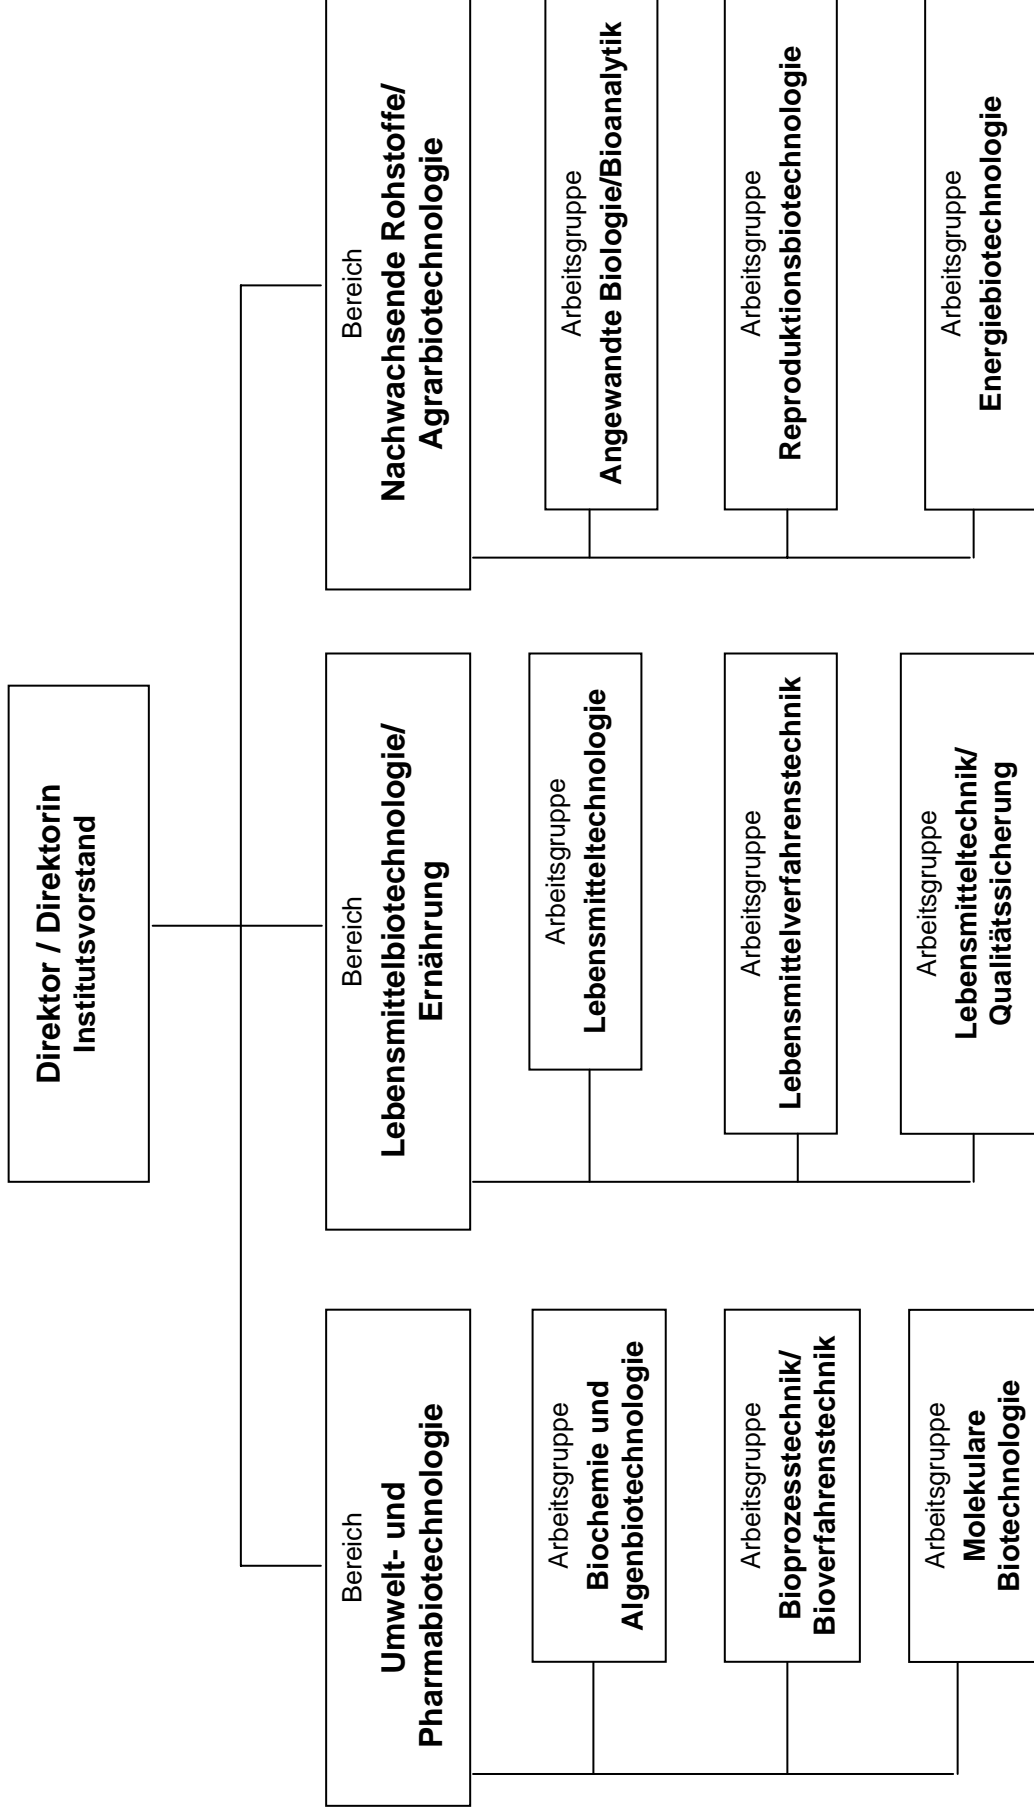 Direktor / Direktorin
Institutsvorstand
Bereich
Umwelt- und
Pharmabiotechnologie
Arbeitsgruppe
Biochemie und
Algenbiotechnologie
Arbeitsgruppe
Bioprozesstechnik/
Bioverfahrenstechnik
Arbeitsgruppe
Molekulare
Biotechnologie
Bereich
Lebensmittelbiotechnologie/
Ernährung
Arbeitsgruppe
Lebensmitteltechnologie
Arbeitsgruppe
Lebensmittelverfahrenstechnik
Arbeitsgruppe
Lebensmitteltechnik/
Qualitätssicherung
Bereich
Nachwachsende Rohstoffe/
Agrarbiotechnologie
Arbeitsgruppe
Angewandte Biologie/Bioanalytik
Arbeitsgruppe
Reproduktionsbiotechnologie
Arbeitsgruppe
Energiebiotechnologie